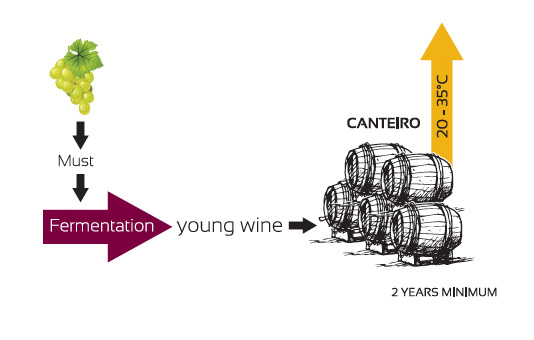 Must
Fermentation
young wine
CANTEIRO
20 - 35°C
2 YEARS MINIMUM